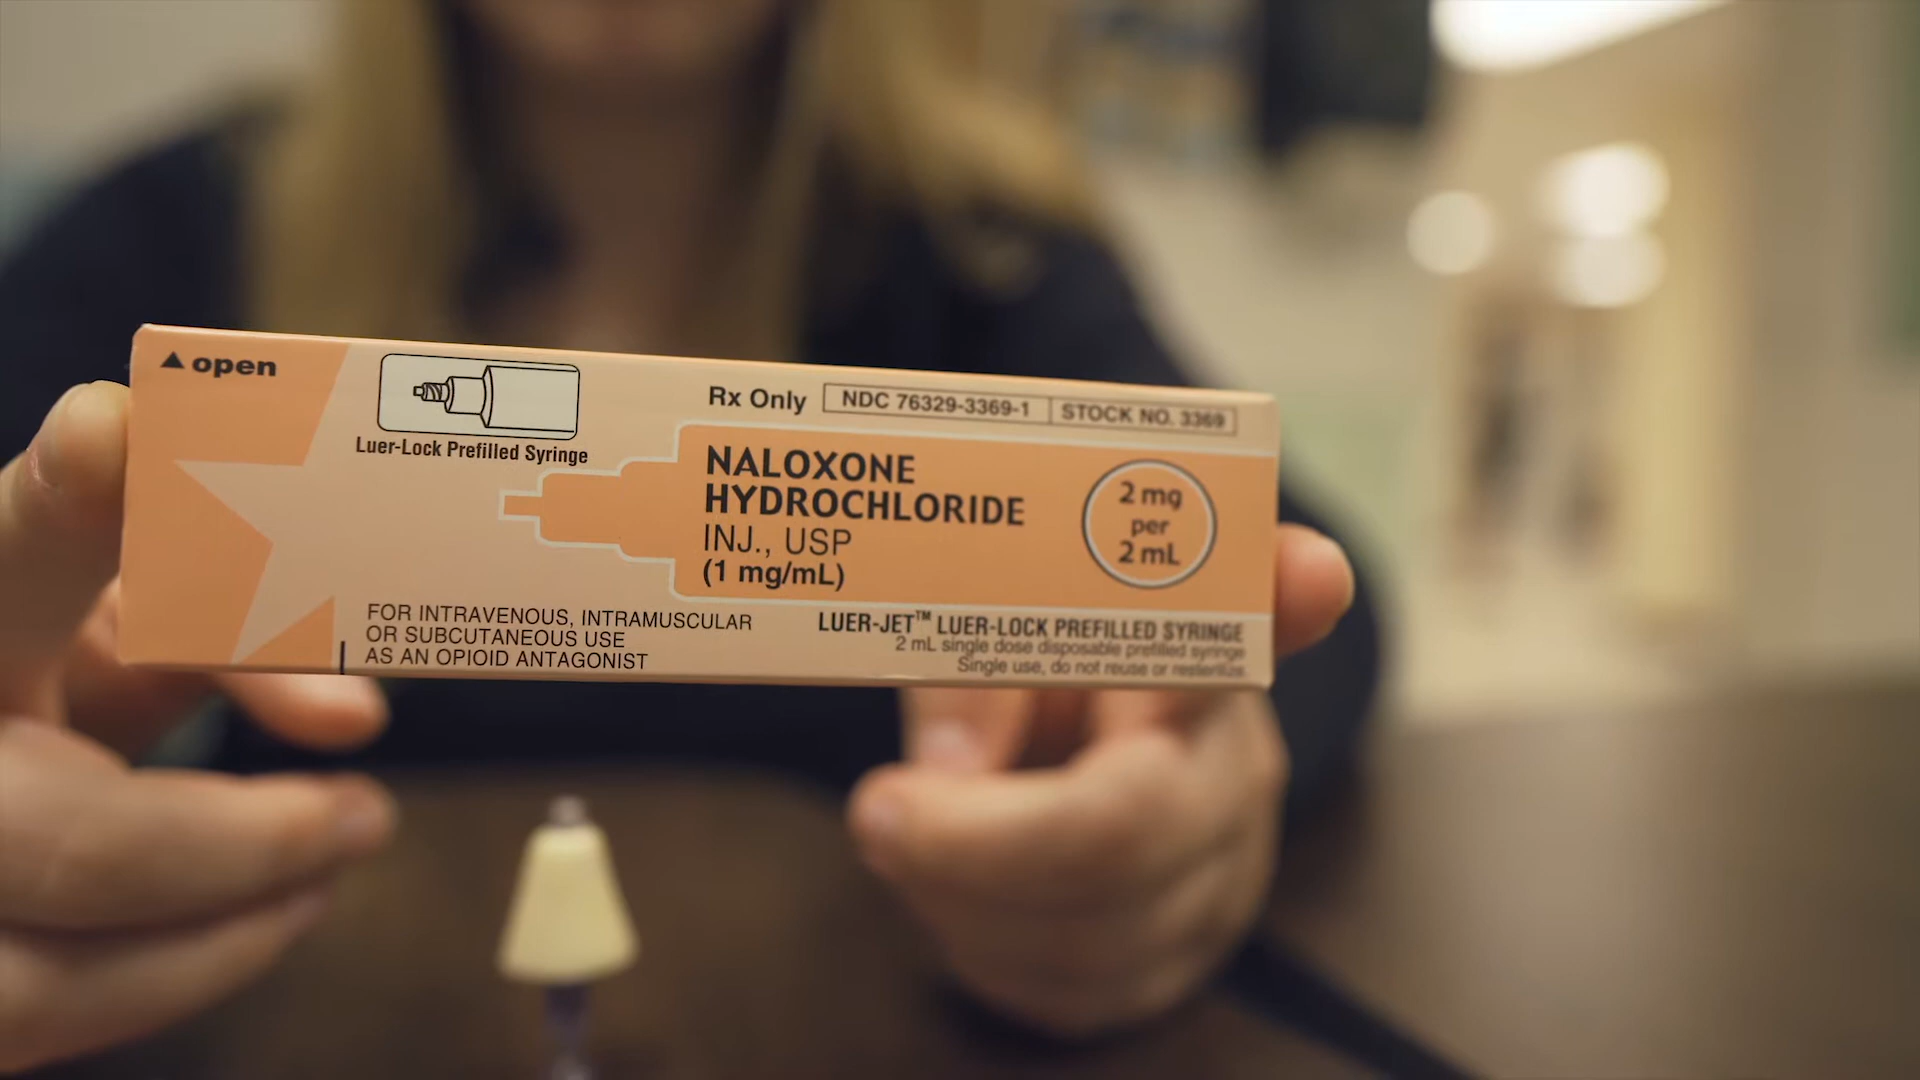 ▲ open
Luer-Lock Prefilled Syringe
Rx Only NDC 76329-3369-1 STOCK NO. 3369
NALOXONE
HYDROCHLORIDE
INJ., USP
(1 mg/mL)
2 mg
per
2 mL
FOR INTRAVENOUS, INTRAMUSCULAR
OR SUBCUTANEOUS USE
AS AN OPIOID ANTAGONIST
LUER-JET™ LUER-LOCK PREFILLED SYRINGE
2 mL single dose disposable prefilled syringe
Single use, do not reuse or resterilize.